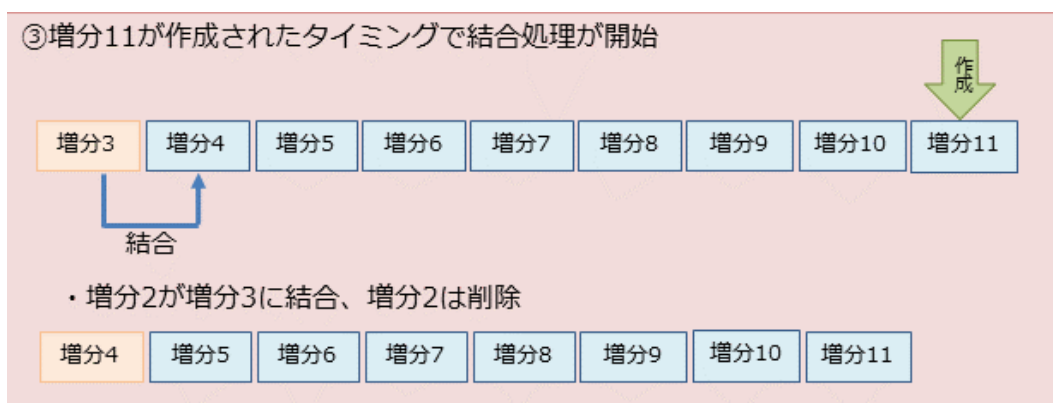 ③増分11が作成されたタイミングで結合処理が開始
作成
増分3 増分4 増分5 増分6 増分7 増分8 増分9 増分10 増分11
結合
・増分2が増分3に結合、増分2は削除
増分4 増分5 増分6 増分7 増分8 増分9 増分10 増分11